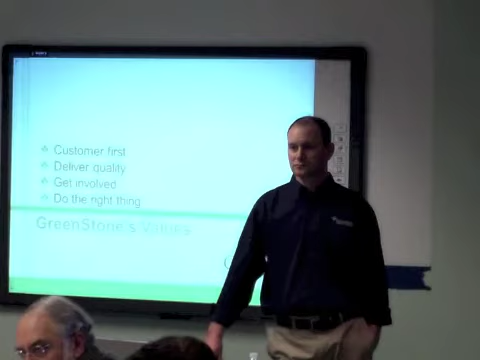 Customer first
Deliver quality
Get involved
Do the right thing
GreenStone's Values